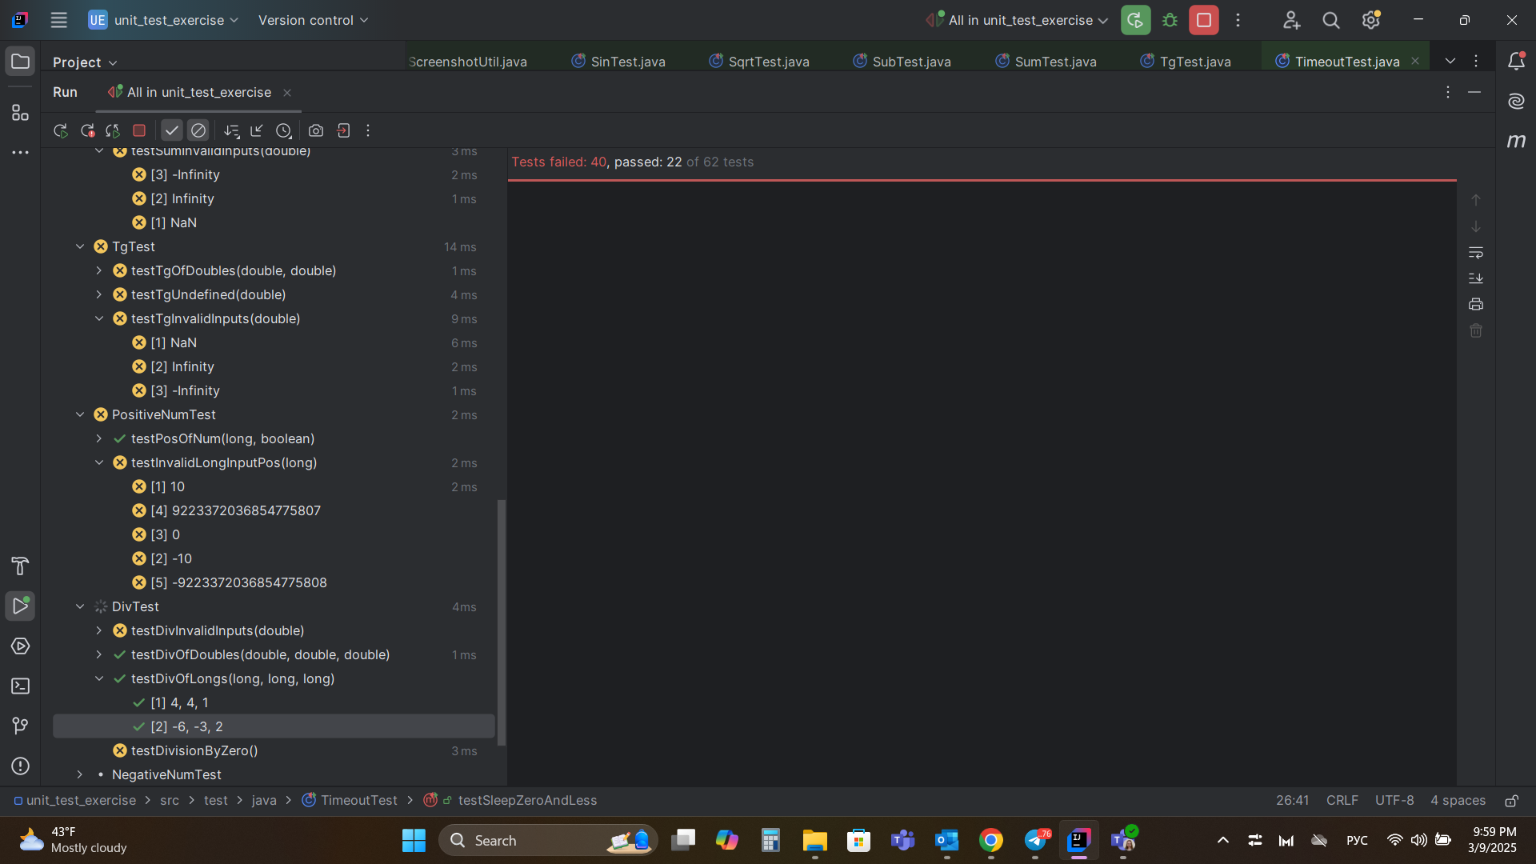 UE unit_test_exercise Version control All in unit_test_exercise
Project ScreenshotUtil.java SinTest.java SqrtTest.java SubTest.java SumTest.java TgTest.java TimeoutTest.java
Run All in unit_test_exercise
testSumInvalidInputs(double) 3 ms
Tests failed: 40, passed: 22 of 62 tests
[3] -Infinity 2 ms
[2] Infinity 1 ms
[1] NaN
TgTest 14 ms
testTgOfDoubles(double, double) 1 ms
testTgUndefined(double) 4 ms
testTgInvalidInputs(double) 9 ms
[1] NaN 6 ms
[2] Infinity 2 ms
[3] -Infinity 1 ms
PositiveNumTest 2 ms
testPosOfNum(long, boolean)
testInvalidLongInputPos(long) 2 ms
[1] 10 2 ms
[4] 9223372036854775807
[3] 0
[2] -10
[5] -9223372036854775808
DivTest 4ms
testDivInvalidInputs(double)
testDivOfDoubles(double, double, double) 1 ms
testDivOfLongs(long, long, long)
[1] 4, 4, 1
[2] -6, -3, 2
testDivisionByZero() 3 ms
NegativeNumTest
unit_test_exercise > src > test > java > TimeoutTest > testSleepZeroAndLess 26:41 CRLF UTF-8 4 spaces
43°F
Mostly cloudy
Search
76
РУС
9:59 PM
3/9/2025